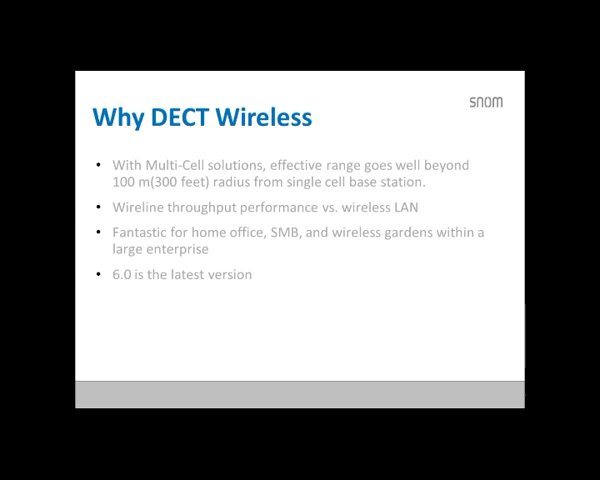 snom
Why DECT Wireless
• With Multi-Cell solutions, effective range goes well beyond
100 m(300 feet) radius from single cell base station.
• Wireline throughput performance vs. wireless LAN
• Fantastic for home office, SMB, and wireless gardens within a
large enterprise
• 6.0 is the latest version